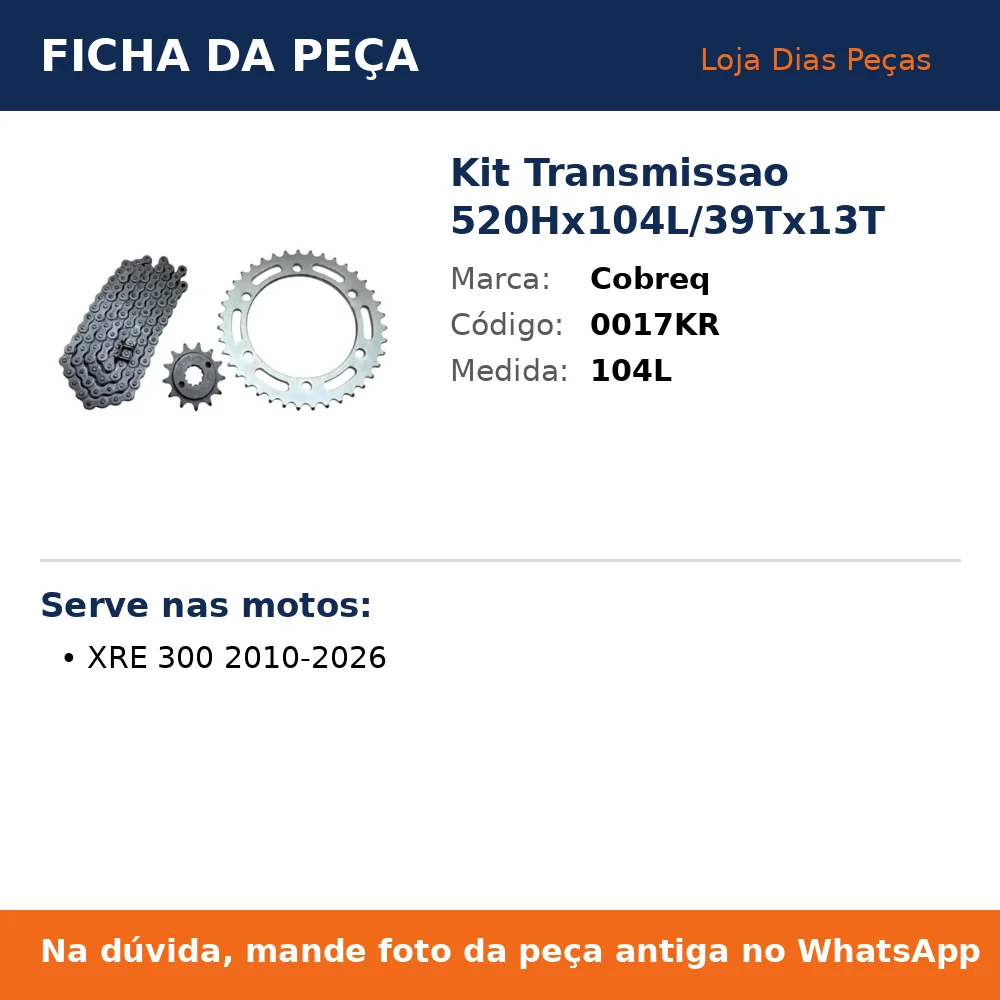 FICHA DA PEÇA
Loja Dias Peças
Kit Transmissao
520Hx104L/39Tx13T
Marca: Cobreq
Código: 0017KR
Medida: 104L
Serve nas motos:
• XRE 300 2010-2026
Na dúvida, mande foto da peça antiga no WhatsApp